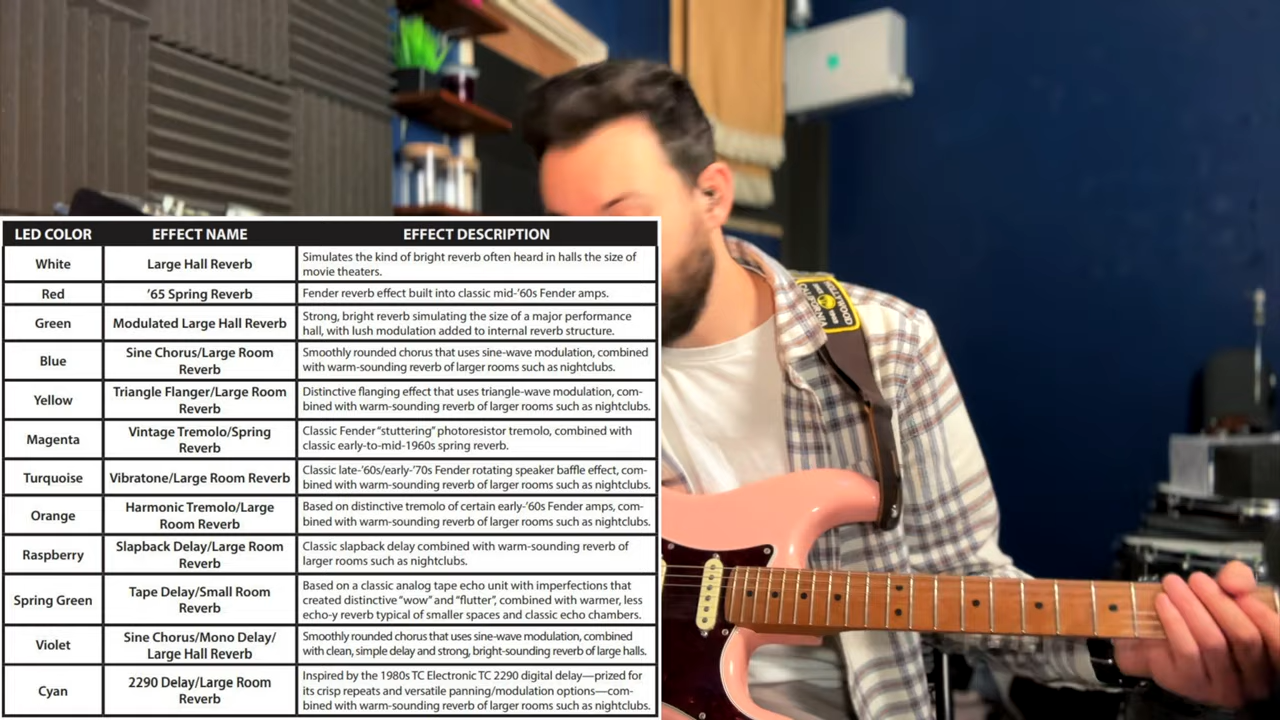 LED COLOR EFFECT NAME EFFECT DESCRIPTION
White Large Hall Reverb Simulates the kind of bright reverb often heard in halls the size of
movie theaters.
Red ’65 Spring Reverb Fender reverb effect built into classic mid-’60s Fender amps.
Green Modulated Large Hall Reverb Strong, bright reverb simulating the size of a major performance
hall, with lush modulation added to internal reverb structure.
Blue Sine Chorus/Large Room
Reverb
Smoothly rounded chorus that uses sine-wave modulation, combined
with warm-sounding reverb of larger rooms such as nightclubs.
Yellow Triangle Flanger/Large Room
Reverb
Distinctive flanging effect that uses triangle-wave modulation, com-
bined with warm-sounding reverb of larger rooms such as nightclubs.
Magenta Vintage Tremolo/Spring
Reverb
Classic Fender “stuttering” photoresistor tremolo, combined with
classic early-to-mid-1960s spring reverb.
Turquoise Vibratone/Large Room Reverb Classic late-’60s/early-’70s Fender rotating speaker baffle effect, com-
bined with warm-sounding reverb of larger rooms such as nightclubs.
Orange Harmonic Tremolo/Large
Room Reverb
Based on distinctive tremolo of certain early-’60s Fender amps, com-
bined with warm-sounding reverb of larger rooms such as nightclubs.
Raspberry Slapback Delay/Large Room
Reverb
Classic slapback delay combined with warm-sounding reverb of
larger rooms such as nightclubs.
Spring Green Tape Delay/Small Room
Reverb
Based on a classic analog tape echo unit with imperfections that
created distinctive “wow” and “flutter”, combined with warmer, less
echo-y reverb typical of smaller spaces and classic echo chambers.
Violet Sine Chorus/Mono Delay/
Large Hall Reverb
Smoothly rounded chorus that uses sine-wave modulation, combined
with clean, simple delay and strong, bright-sounding reverb of large halls.
Cyan 2290 Delay/Large Room
Reverb
Inspired by the 1980s TC Electronic TC 2290 digital delay—prized for
its crisp repeats and versatile panning/modulation options—com-
bined with warm-sounding reverb of larger rooms such as nightclubs.
HOLLYWOOD
CALIFORNIA